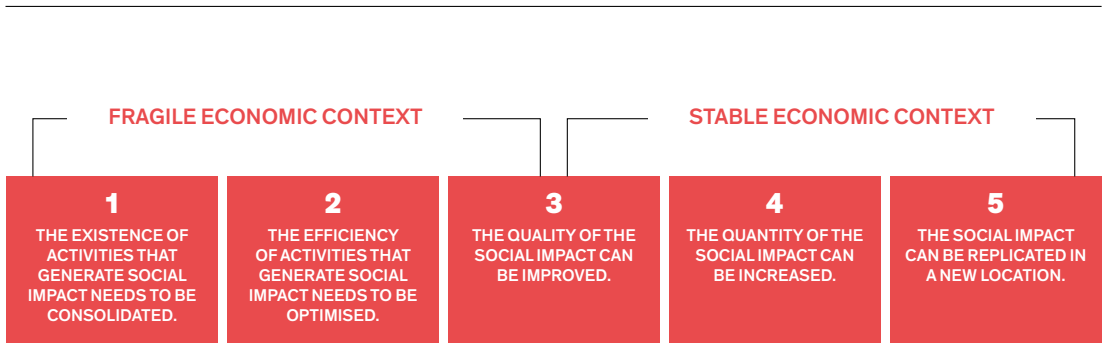 FRAGILE ECONOMIC CONTEXT
STABLE ECONOMIC CONTEXT
1
THE EXISTENCE OF
ACTIVITIES THAT
GENERATE SOCIAL
IMPACT NEEDS TO BE
CONSOLIDATED.
2
THE EFFICIENCY
OF ACTIVITIES THAT
GENERATE SOCIAL
IMPACT NEEDS TO BE
OPTIMISED.
3
THE QUALITY OF THE
SOCIAL IMPACT CAN
BE IMPROVED.
4
THE QUANTITY OF THE
SOCIAL IMPACT CAN
BE INCREASED.
5
THE SOCIAL IMPACT
CAN BE REPLICATED IN
A NEW LOCATION.